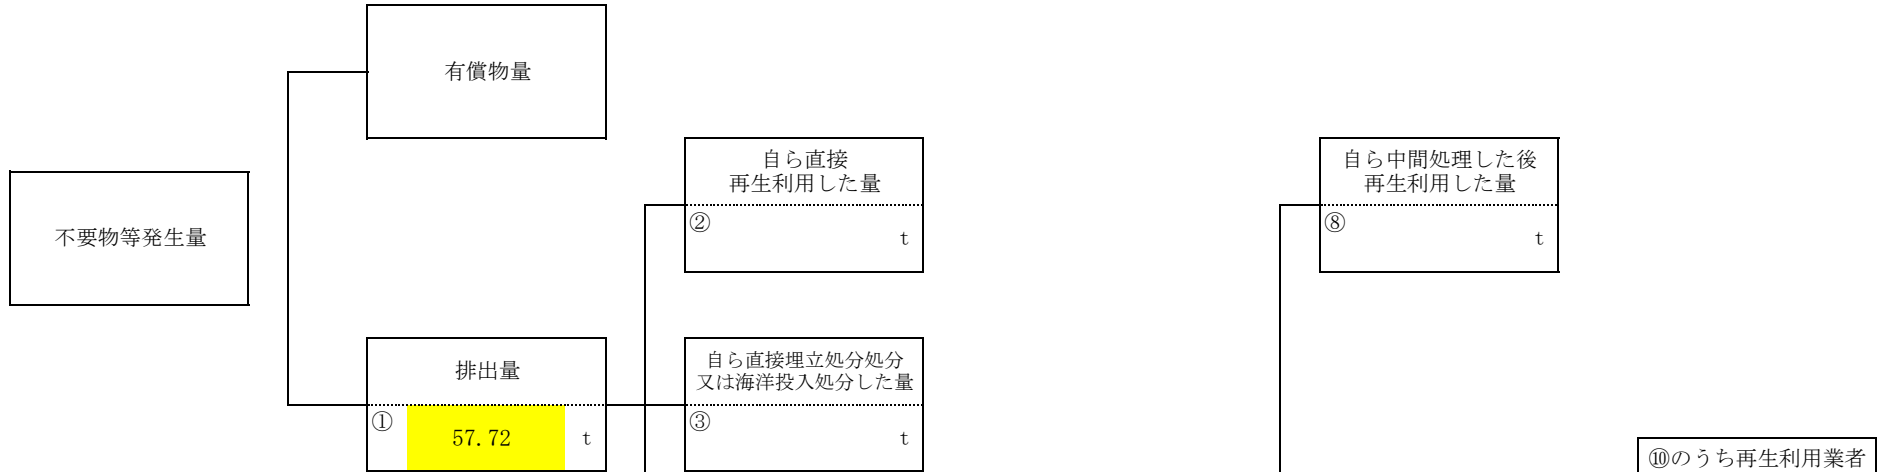 有償物量
自ら直接
再生利用した量
②
t
自ら中間処理した後
再生利用した量
⑧
t
不要物等発生量
排出量
①
57.72
t
自ら直接埋立処分処分
又は海洋投入処分した量
③
t
⑩のうち再生利用業者